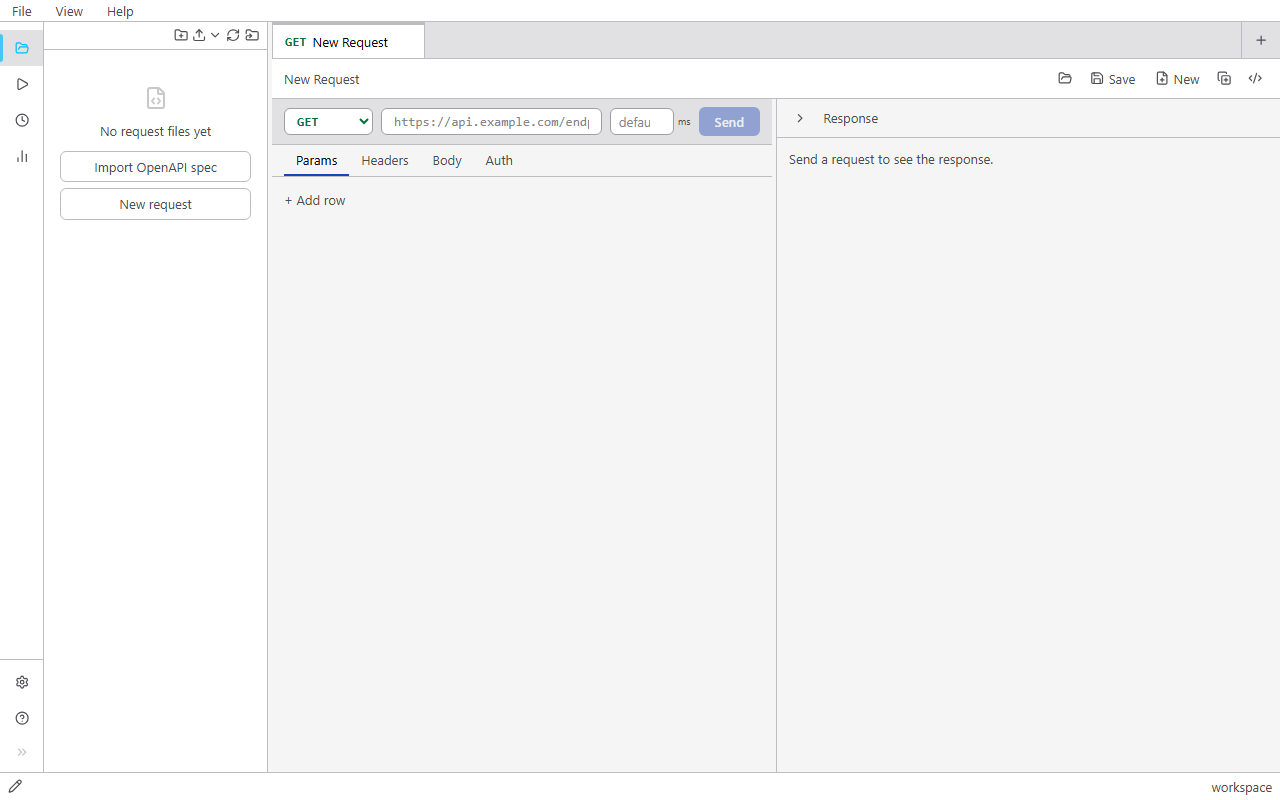 File View Help
GET New Request
New Request
Save
New
No request files yet
Import OpenAPI spec
New request
GET
https://api.example.com/end
defau
ms
Send
Params Headers Body Auth
+ Add row
Response
Send a request to see the response.
workspace